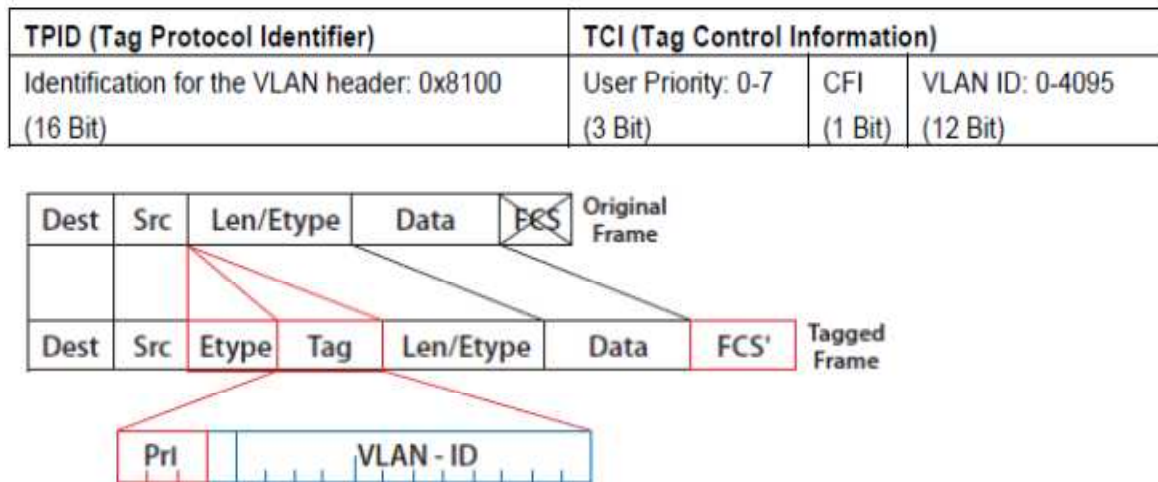 TPID (Tag Protocol Identifier) TCI (Tag Control Information)
Identification for the VLAN header: 0x8100 User Priority: 0-7 CFI VLAN ID: 0-4095
(16 Bit) (3 Bit) (1 Bit) (12 Bit)
Dest Src Len/Etype Data FCS Original
Frame
Dest Src Etype Tag Len/Etype Data FCS' Tagged
Frame
PrI VLAN - ID